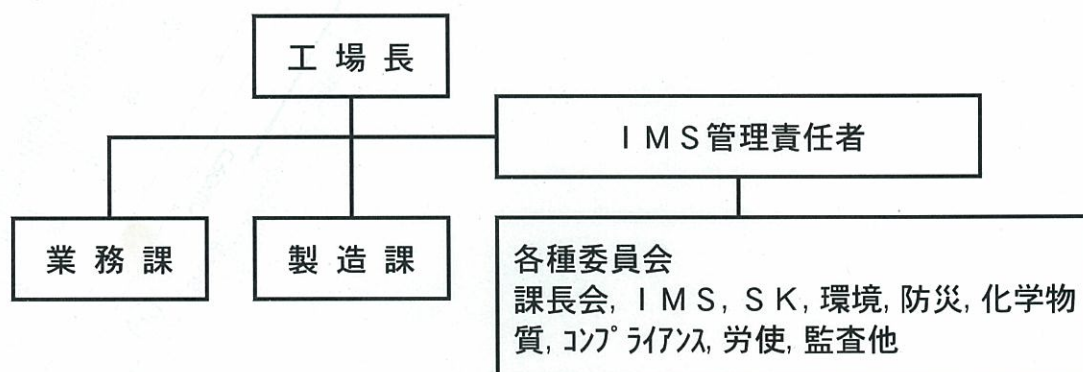 工場長
ＩＭＳ管理責任者
業務課
製造課
各種委員会
課長会, ＩＭＳ, ＳＫ, 環境, 防災, 化学物
質, ｺﾝﾌﾟﾗｲｱﾝｽ, 労使, 監査他